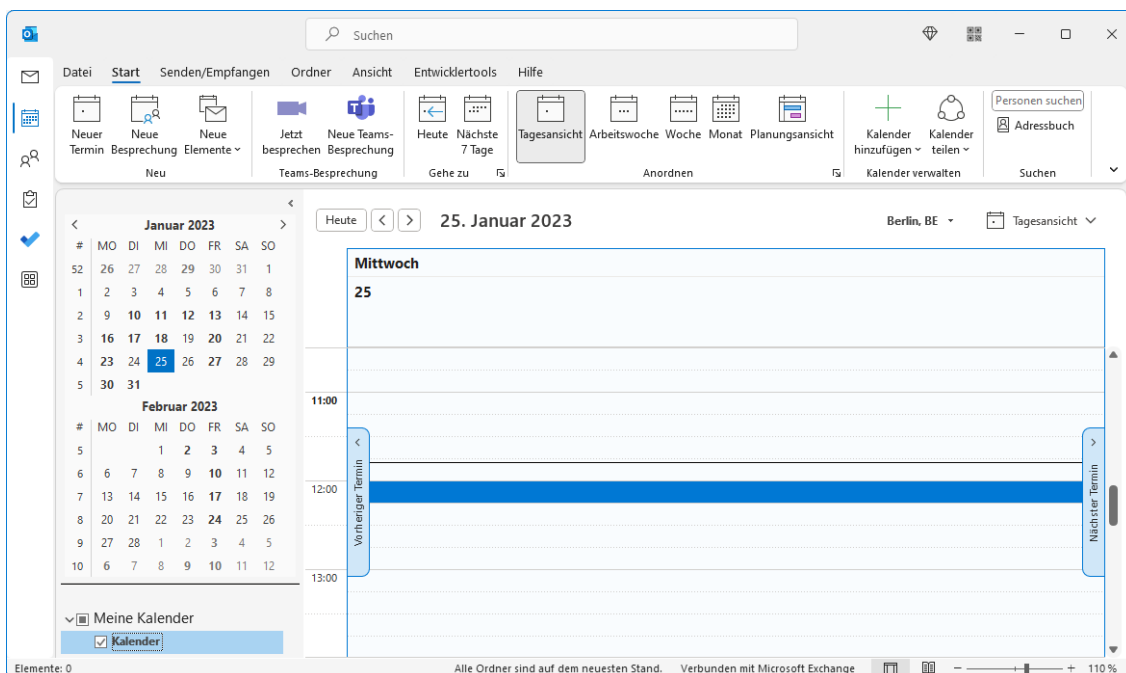 Suchen
Datei Start Senden/Empfangen Ordner Ansicht Entwicklertools Hilfe
Neuer Termin
Neue Besprechung
Neue Elemente
Neu
Jetzt besprechen
Neue Teams-Besprechung
Teams-Besprechung
Heute
Nächste 7 Tage
Gehe zu
Tagesansicht Arbeitswoche Woche Monat Planungsansicht
Anordnen
Kalender hinzufügen
Kalender teilen
Kalender verwalten
Personen suchen
Adressbuch
Suchen
Januar 2023
# MO DI MI DO FR SA SO
52 26 27 28 29 30 31 1
1 2 3 4 5 6 7 8
2 9 10 11 12 13 14 15
3 16 17 18 19 20 21 22
4 23 24 25 26 27 28 29
5 30 31
Februar 2023
# MO DI MI DO FR SA SO
5 1 2 3 4 5
6 6 7 8 9 10 11 12
7 13 14 15 16 17 18 19
8 20 21 22 23 24 25 26
9 27 28 1 2 3 4 5
10 6 7 8 9 10 11 12
Meine Kalender
Kalender
Heute 25. Januar 2023 Berlin, BE Tagesansicht
Mittwoch
25
11:00
12:00
13:00
Vorheriger Termin
Nächster Termin
Elemente: 0 Alle Ordner sind auf dem neuesten Stand. Verbunden mit Microsoft Exchange 110 %